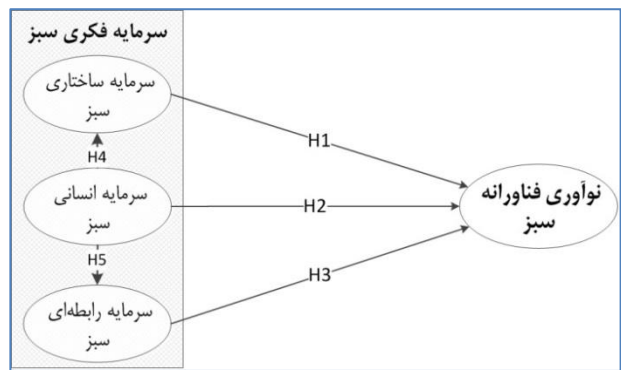 سرمایه فکری سبز
سرمایه ساختاری
سبز
H4
سرمایه انسانی
سبز
H5
سرمایه رابطه‌ای
سبز
H1
H2
H3
نوآوری فناورانه
سبز